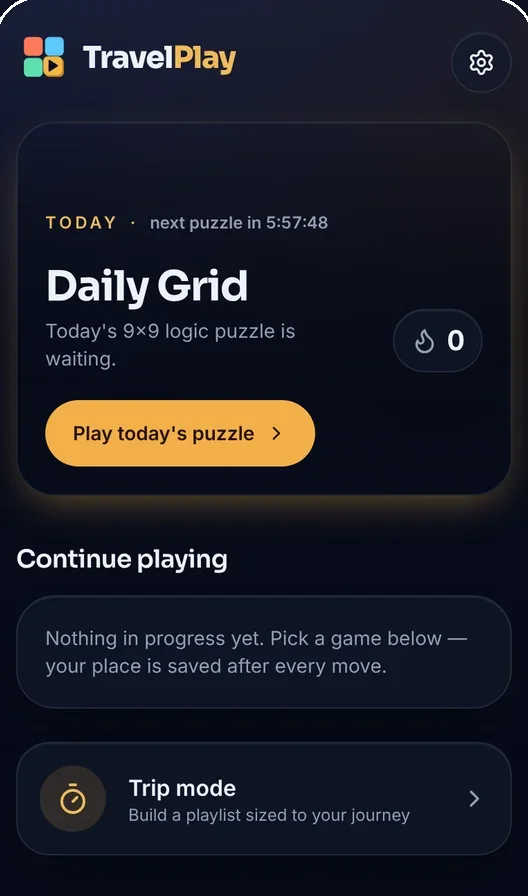 TravelPlay
TODAY · next puzzle in 5:57:48
Daily Grid
Today's 9×9 logic puzzle is
waiting.
0
Play today's puzzle
Continue playing
Nothing in progress yet. Pick a game below —
your place is saved after every move.
Trip mode
Build a playlist sized to your journey